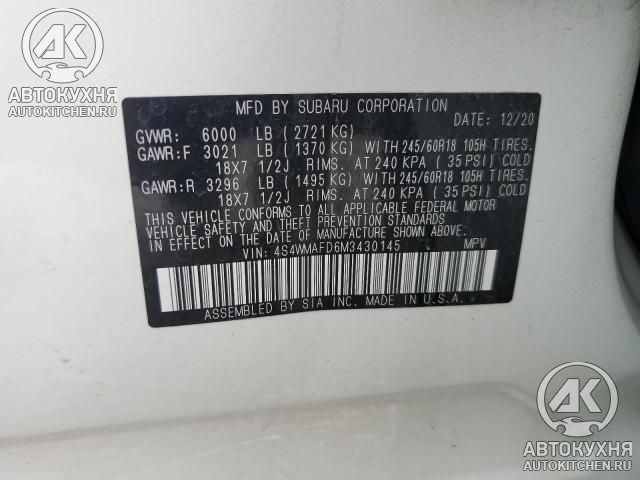 АК
АВТОКУХНЯ
AUTOKITCHEN.RU
MFD BY SUBARU CORPORATION
DATE: 12/20
GVWR: 6000 LB (2721 KG)
GAWR:F 3021 LB (1370 KG) WITH 245/60R18 105H TIRES.
18X7 1/2J RIMS. AT 240 KPA (35 PSI) COLD
GAWR:R 3296 LB (1495 KG) WITH 245/60R18 105H TIRES.
18X7 1/2J RIMS. AT 240 KPA (35 PSI) COLD
THIS VEHICLE CONFORMS TO ALL APPLICABLE FEDERAL MOTOR
VEHICLE SAFETY, BUMPER, AND THEFT PREVENTION STANDARDS
IN EFFECT ON THE DATE OF MANUFACTURE SHOWN ABOVE.
VIN: 4S4WMAFD6M3430145 MPV
ASSEMBLED BY SIA INC. MADE IN U.S.A.
АК
АВТОКУХНЯ
AUTOKITCHEN.RU